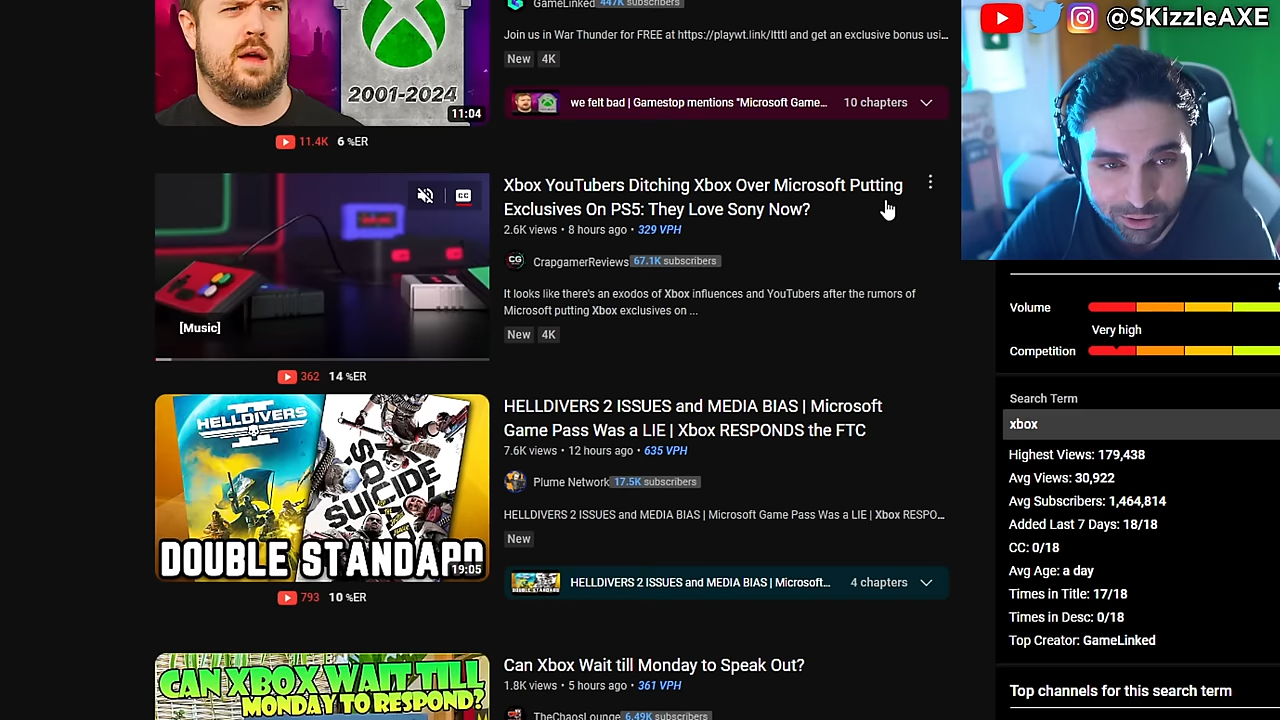 GameLinked 447K subscribers
@SKizzleAXE
Join us in War Thunder for FREE at https://playwt.link/ltttl and get an exclusive bonus usi...
New 4K
2001-2024
11:04
we felt bad | Gamestop mentions "Microsoft Game... 10 chapters
11.4K 6 %ER
CC
[Music]
Xbox YouTubers Ditching Xbox Over Microsoft Putting
Exclusives On PS5: They Love Sony Now?
2.6K views • 8 hours ago • 329 VPH
CG CrapgamerReviews 67.1K subscribers
It looks like there's an exodos of Xbox influences and YouTubers after the rumors of
Microsoft putting Xbox exclusives on ...
New 4K
362 14 %ER
HELLDIVERS II
SUICIDE
DOUBLE STANDARD
19:05
HELLDIVERS 2 ISSUES and MEDIA BIAS | Microsoft
Game Pass Was a LIE | Xbox RESPONDS the FTC
7.6K views • 12 hours ago • 635 VPH
Plume Network 17.5K subscribers
HELLDIVERS 2 ISSUES and MEDIA BIAS | Microsoft Game Pass Was a LIE | Xbox RESPO...
New
HELLDIVERS 2 ISSUES and MEDIA BIAS | Microsoft... 4 chapters
793 10 %ER
CAN XBOX WAIT TILL
MONDAY TO RESPOND?
Can Xbox Wait till Monday to Speak Out?
1.8K views • 5 hours ago • 361 VPH
TheChaosLounge 6.49K subscribers
Volume
Very high
Competition
Search Term
xbox
Highest Views: 179,438
Avg Views: 30,922
Avg Subscribers: 1,464,814
Added Last 7 Days: 18/18
CC: 0/18
Avg Age: a day
Times in Title: 17/18
Times in Desc: 0/18
Top Creator: GameLinked
Top channels for this search term